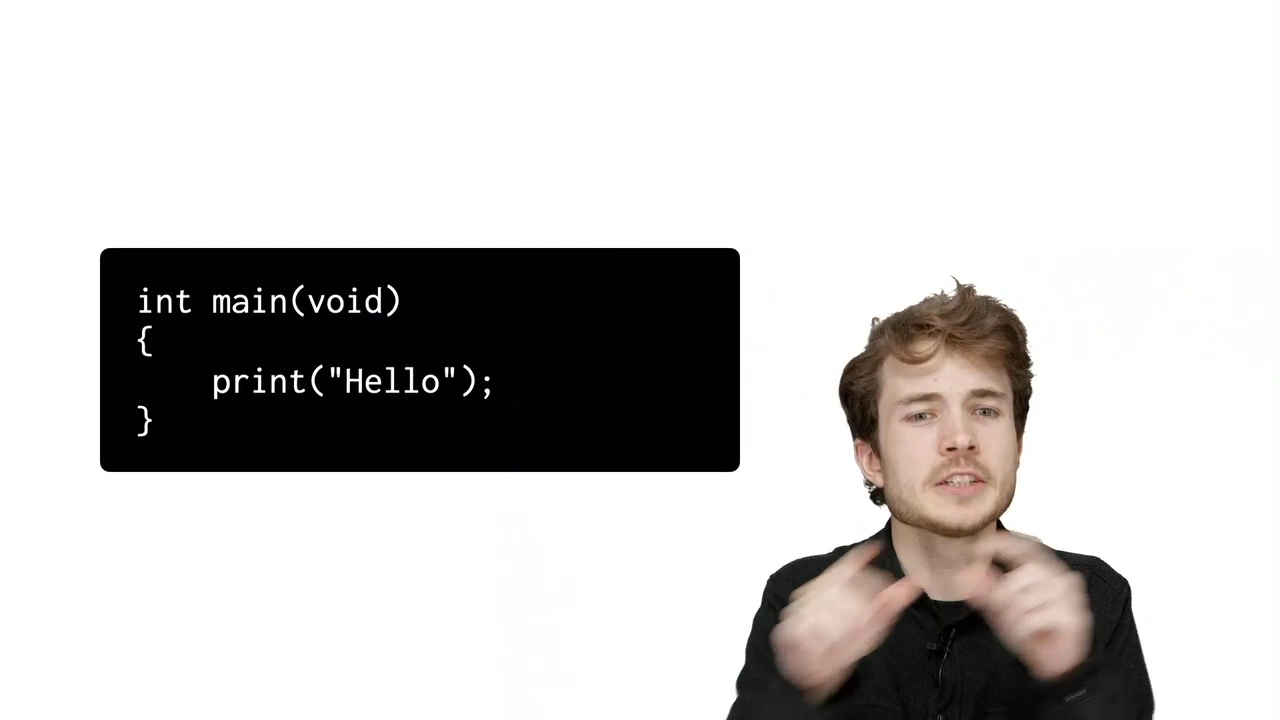 int main(void)
{
    print("Hello");
}